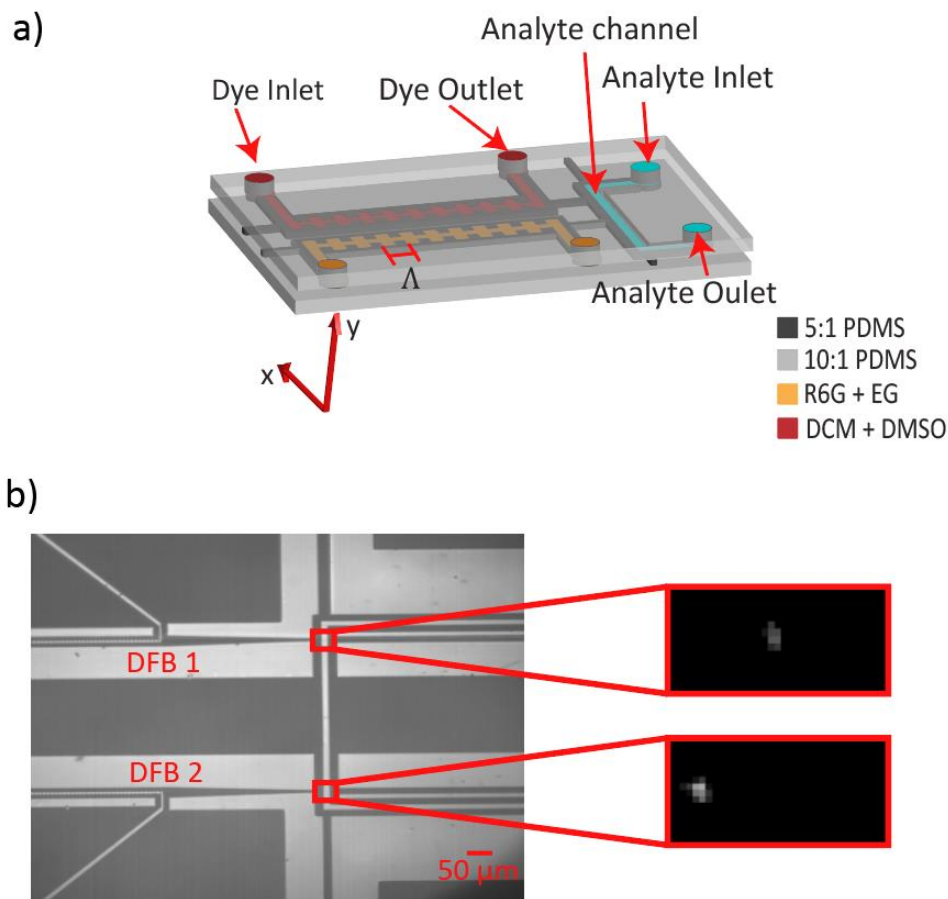 a)
Analyte channel
Dye Inlet
Dye Outlet
Analyte Inlet
Λ
Analyte Oulet
y
x
5:1 PDMS
10:1 PDMS
R6G + EG
DCM + DMSO
b)
DFB 1
DFB 2
50 μm